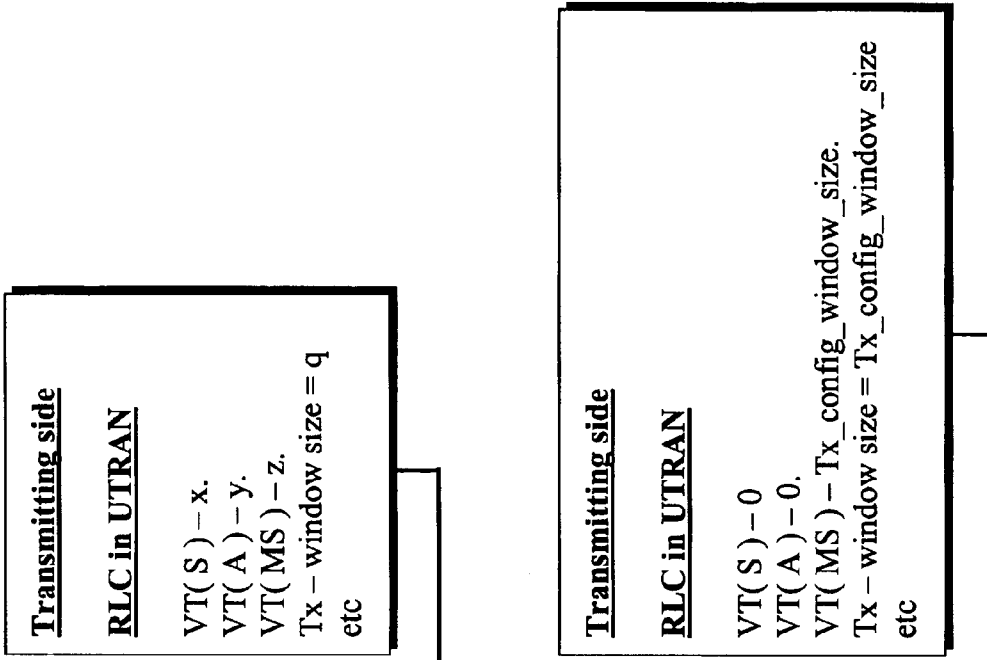 Transmitting side
RLC in UTRAN
VT( S ) – x.
VT( A ) – y.
VT( MS ) – z.
Tx – window size = q
etc
Transmitting side
RLC in UTRAN
VT( S ) – 0
VT( A ) – 0.
VT( MS ) – Tx_config_window_size.
Tx – window size = Tx_config_window_size
etc